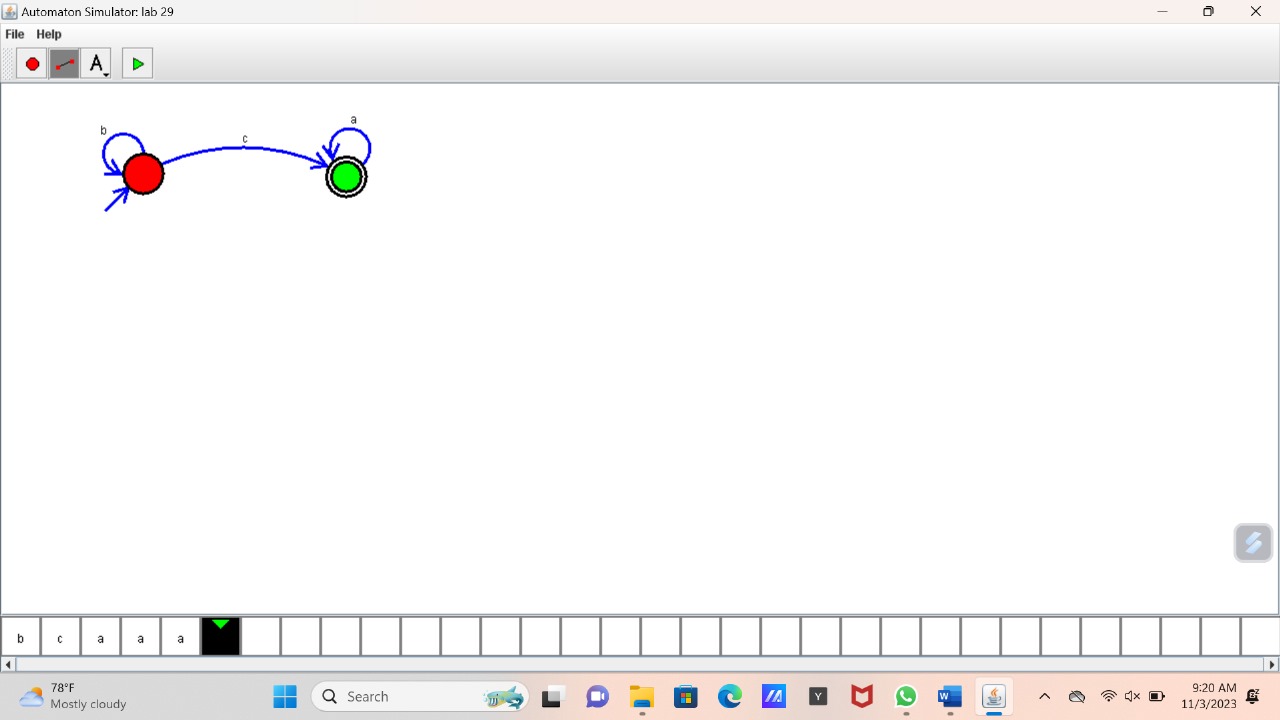 Automaton Simulator: lab 29
File Help
A
b
c
a
b c a a a
78°F
Mostly cloudy
Search
Y
W
9:20 AM
11/3/2023